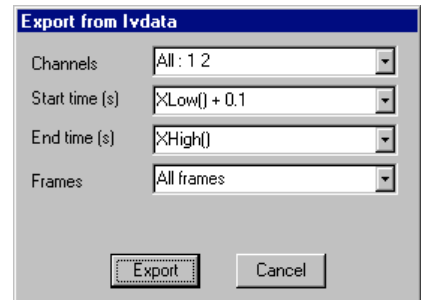 Export from Ivdata
Channels All : 1 2
Start time (s) XLow() + 0.1
End time (s) XHigh()
Frames All frames
Export Cancel